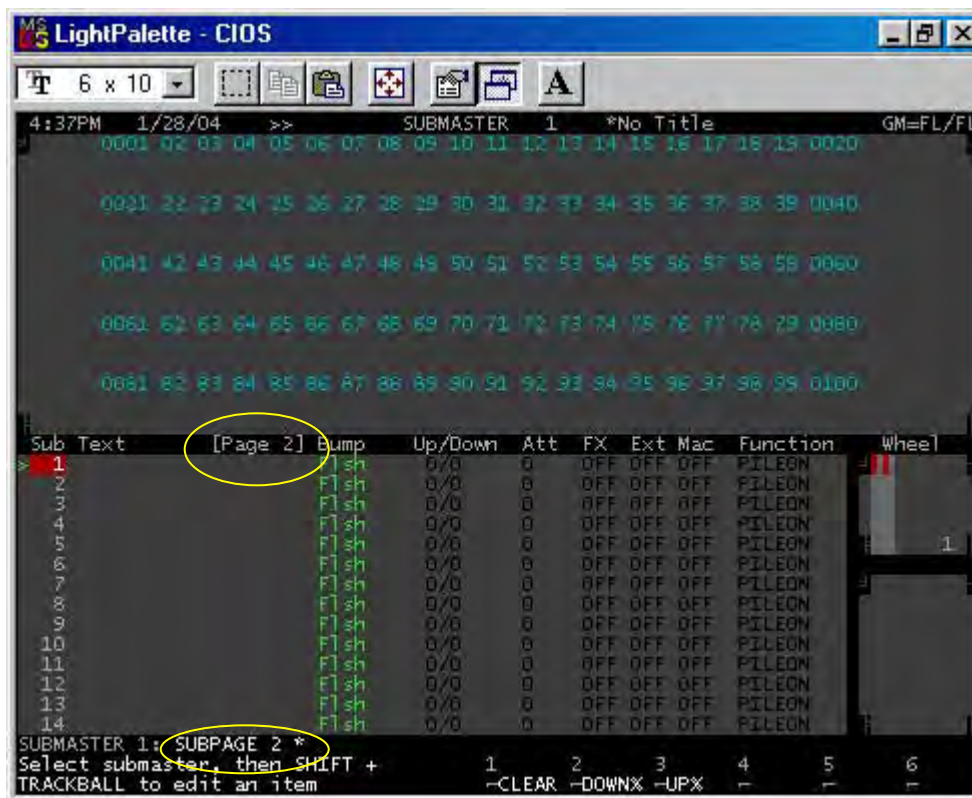 LightPalette - CIOS
6 x 10
A
4:37PM 1/28/04 >> SUBMASTER 1 *No Title GM=FL/Fl
0001 02 03 04 05 06 07 08 09 10 11 12 13 14 15 16 17 18 19 0020
0021 22 23 24 25 26 27 28 29 30 31 32 33 34 35 36 37 38 39 0040
0041 42 43 44 45 46 47 48 49 50 51 52 53 54 55 56 57 58 59 0060
0061 62 63 64 65 66 67 68 69 70 71 72 73 74 75 76 77 78 79 0080
0081 82 83 84 85 86 87 88 89 90 91 92 93 94 95 96 97 98 99 0100
Sub Text [Page 2] Bump Up/Down Att FX Ext Mac Function Wheel
> 1 Flsh 0/0 0 OFF OFF OFF PILEON
2 Flsh 0/0 0 OFF OFF OFF PILEON
3 Flsh 0/0 0 OFF OFF OFF PILEON
4 Flsh 0/0 0 OFF OFF OFF PILEON
5 Flsh 0/0 0 OFF OFF OFF PILEON 1
6 Flsh 0/0 0 OFF OFF OFF PILEON
7 Flsh 0/0 0 OFF OFF OFF PILEON
8 Flsh 0/0 0 OFF OFF OFF PILEON
9 Flsh 0/0 0 OFF OFF OFF PILEON
10 Flsh 0/0 0 OFF OFF OFF PILEON
11 Flsh 0/0 0 OFF OFF OFF PILEON
12 Flsh 0/0 0 OFF OFF OFF PILEON
13 Flsh 0/0 0 OFF OFF OFF PILEON
14 Flsh 0/0 0 OFF OFF OFF PILEON
SUBMASTER 1: SUBPAGE 2 *
Select submaster, then SHIFT + 1 2 3 4 5 6
TRACKBALL to edit an item CLEAR DOWN% UP%